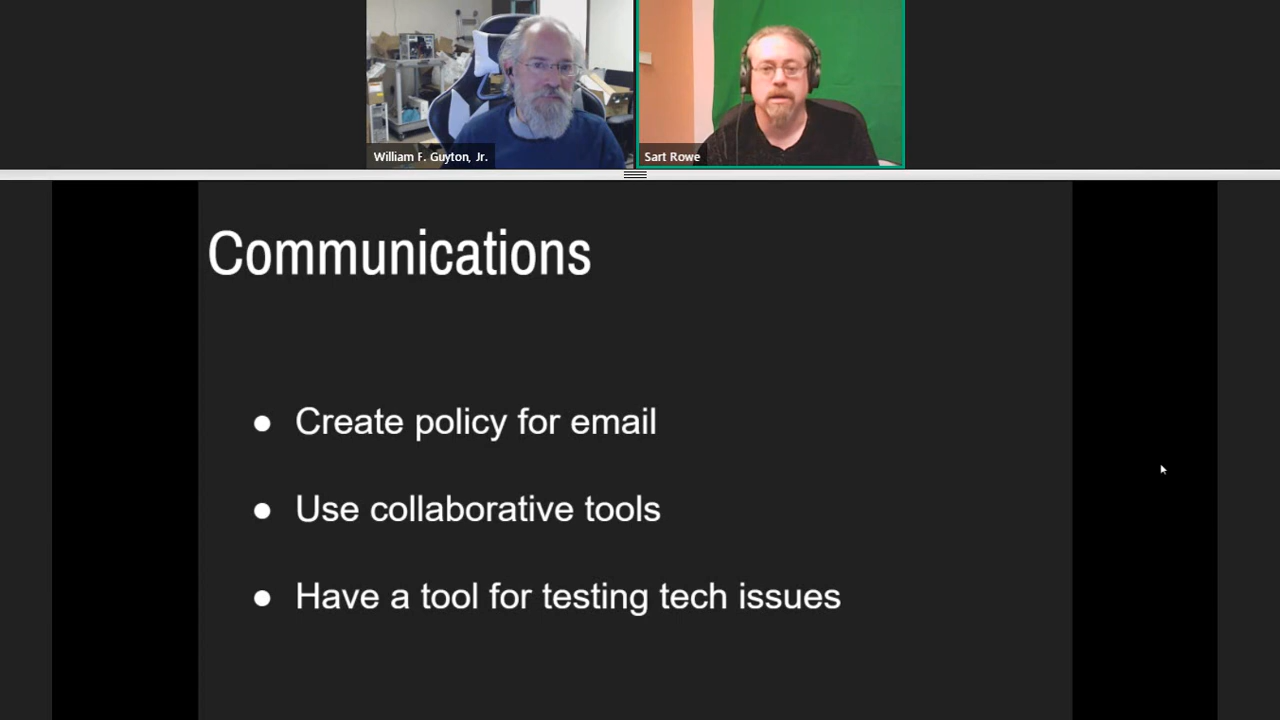 William F. Guyton, Jr.
Sart Rowe
Communications
● Create policy for email
● Use collaborative tools
● Have a tool for testing tech issues